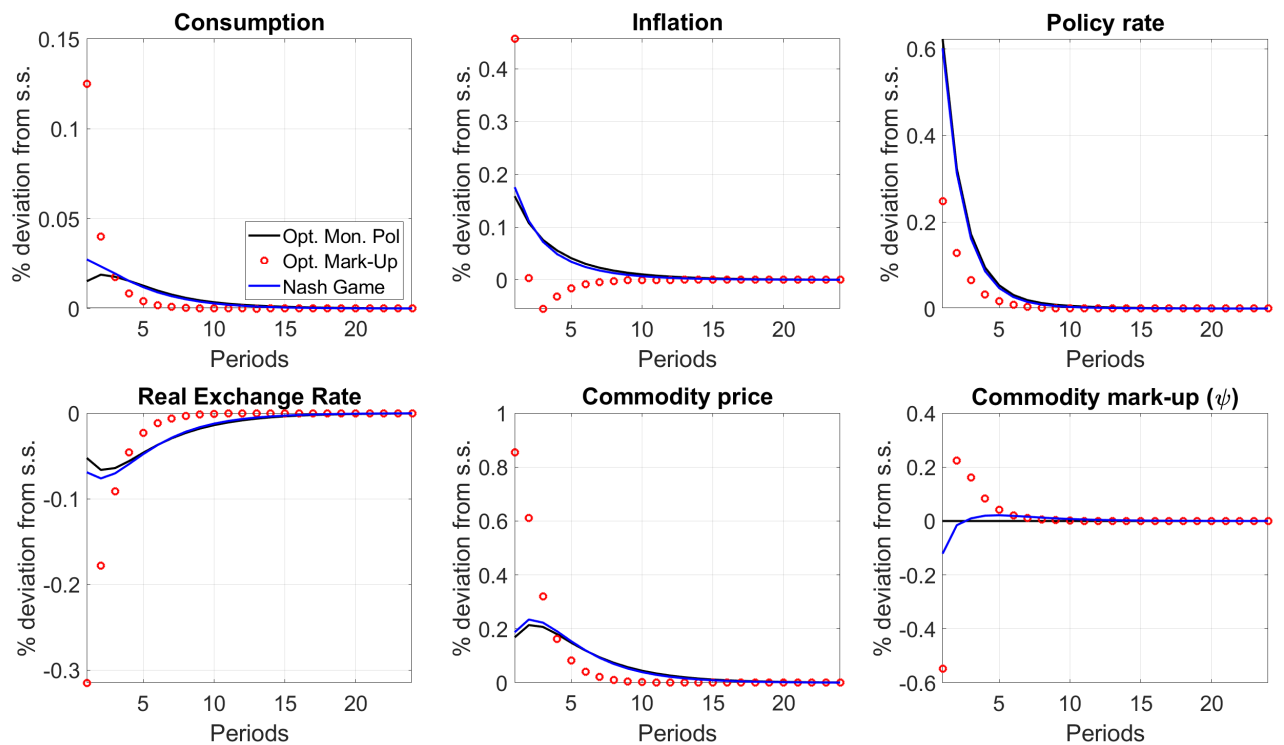 Consumption
% deviation from s.s.
0.15
0.1
0.05
0
5 10 15 20
Periods
Opt. Mon. Pol
Opt. Mark-Up
Nash Game
Inflation
% deviation from s.s.
0.4
0.3
0.2
0.1
0
5 10 15 20
Periods
Policy rate
% deviation from s.s.
0.6
0.4
0.2
0
5 10 15 20
Periods
Real Exchange Rate
% deviation from s.s.
0
-0.1
-0.2
-0.3
5 10 15 20
Periods
Commodity price
% deviation from s.s.
1
0.8
0.6
0.4
0.2
0
5 10 15 20
Periods
Commodity mark-up (ψ)
% deviation from s.s.
0.4
0.2
0
-0.2
-0.4
-0.6
5 10 15 20
Periods